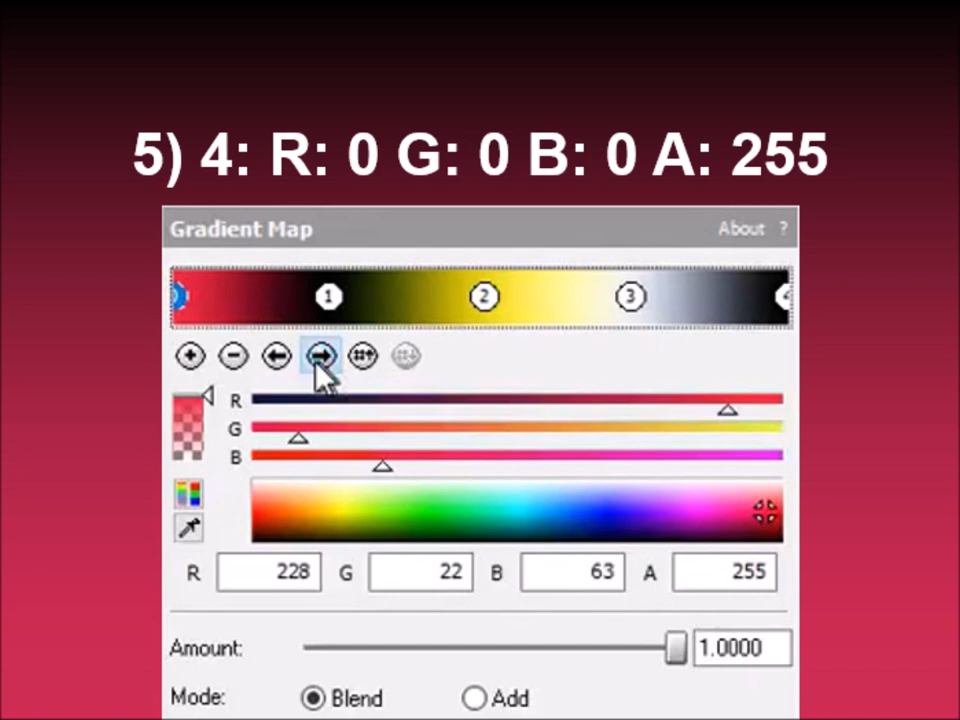 5) 4: R: 0 G: 0 B: 0 A: 255
Gradient Map About ?
1 2 3
R
G
B
R 228 G 22 B 63 A 255
Amount: 1.0000
Mode: Blend Add